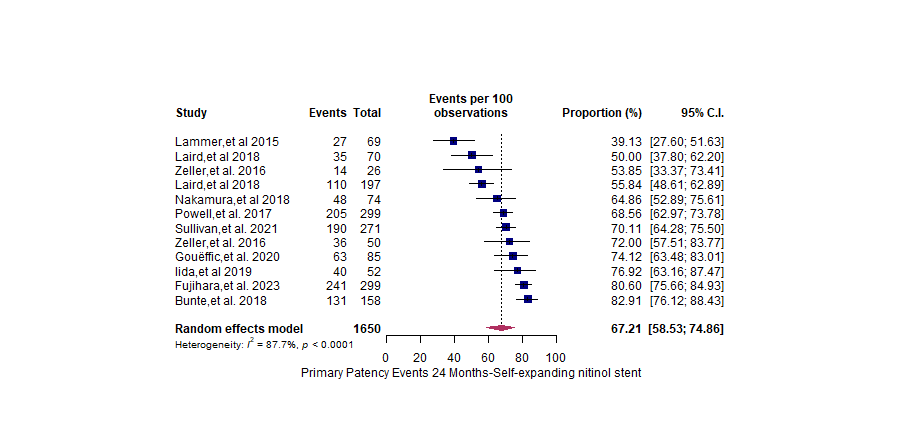 Events per 100
Study Events Total observations Proportion (%) 95% C.I.
Lammer,et al 2015 27 69 39.13 [27.60; 51.63]
Laird,et al 2018 35 70 50.00 [37.80; 62.20]
Zeller,et al. 2016 14 26 53.85 [33.37; 73.41]
Laird,et al 2018 110 197 55.84 [48.61; 62.89]
Nakamura,et al 2018 48 74 64.86 [52.89; 75.61]
Powell,et al. 2017 205 299 68.56 [62.97; 73.78]
Sullivan,et al. 2021 190 271 70.11 [64.28; 75.50]
Zeller,et al. 2016 36 50 72.00 [57.51; 83.77]
Gouëffic,et al. 2020 63 85 74.12 [63.48; 83.01]
Iida,et al 2019 40 52 76.92 [63.16; 87.47]
Fujihara,et al. 2023 241 299 80.60 [75.66; 84.93]
Bunte,et al. 2018 131 158 82.91 [76.12; 88.43]
Random effects model 1650 67.21 [58.53; 74.86]
Heterogeneity: I² = 87.7%, p < 0.0001
0 20 40 60 80 100
Primary Patency Events 24 Months-Self-expanding nitinol stent